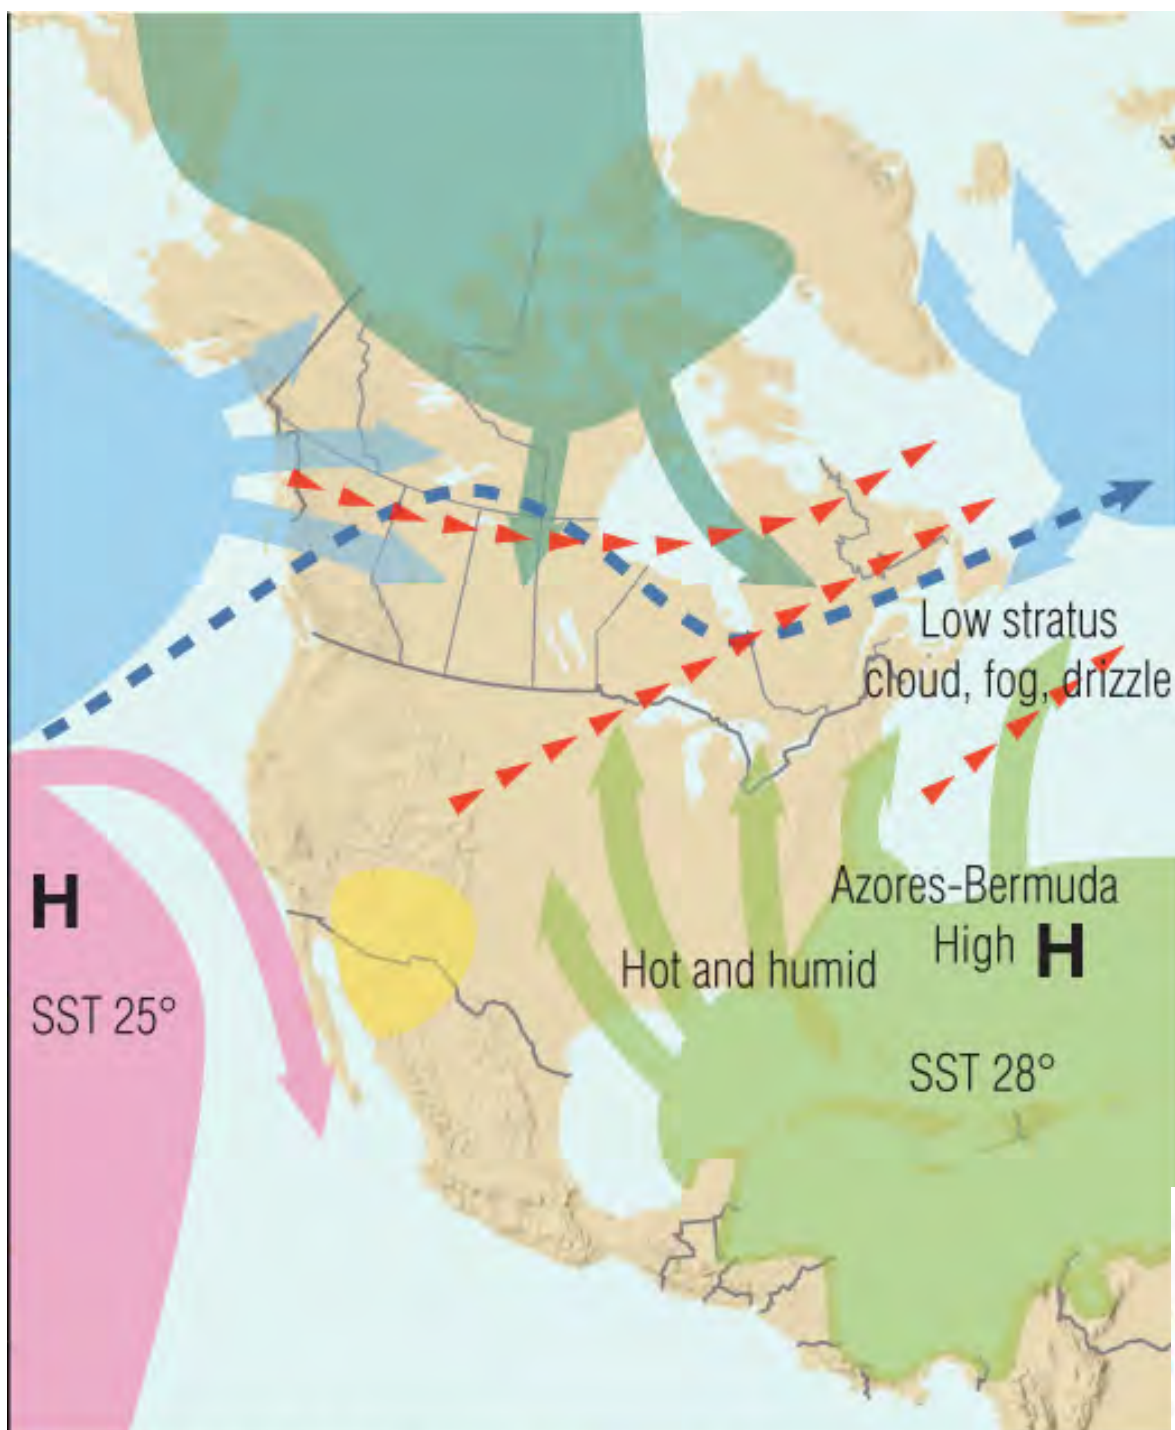 Low stratus
cloud, fog, drizzle
H
SST 25°
Azores-Bermuda
High H
Hot and humid
SST 28°